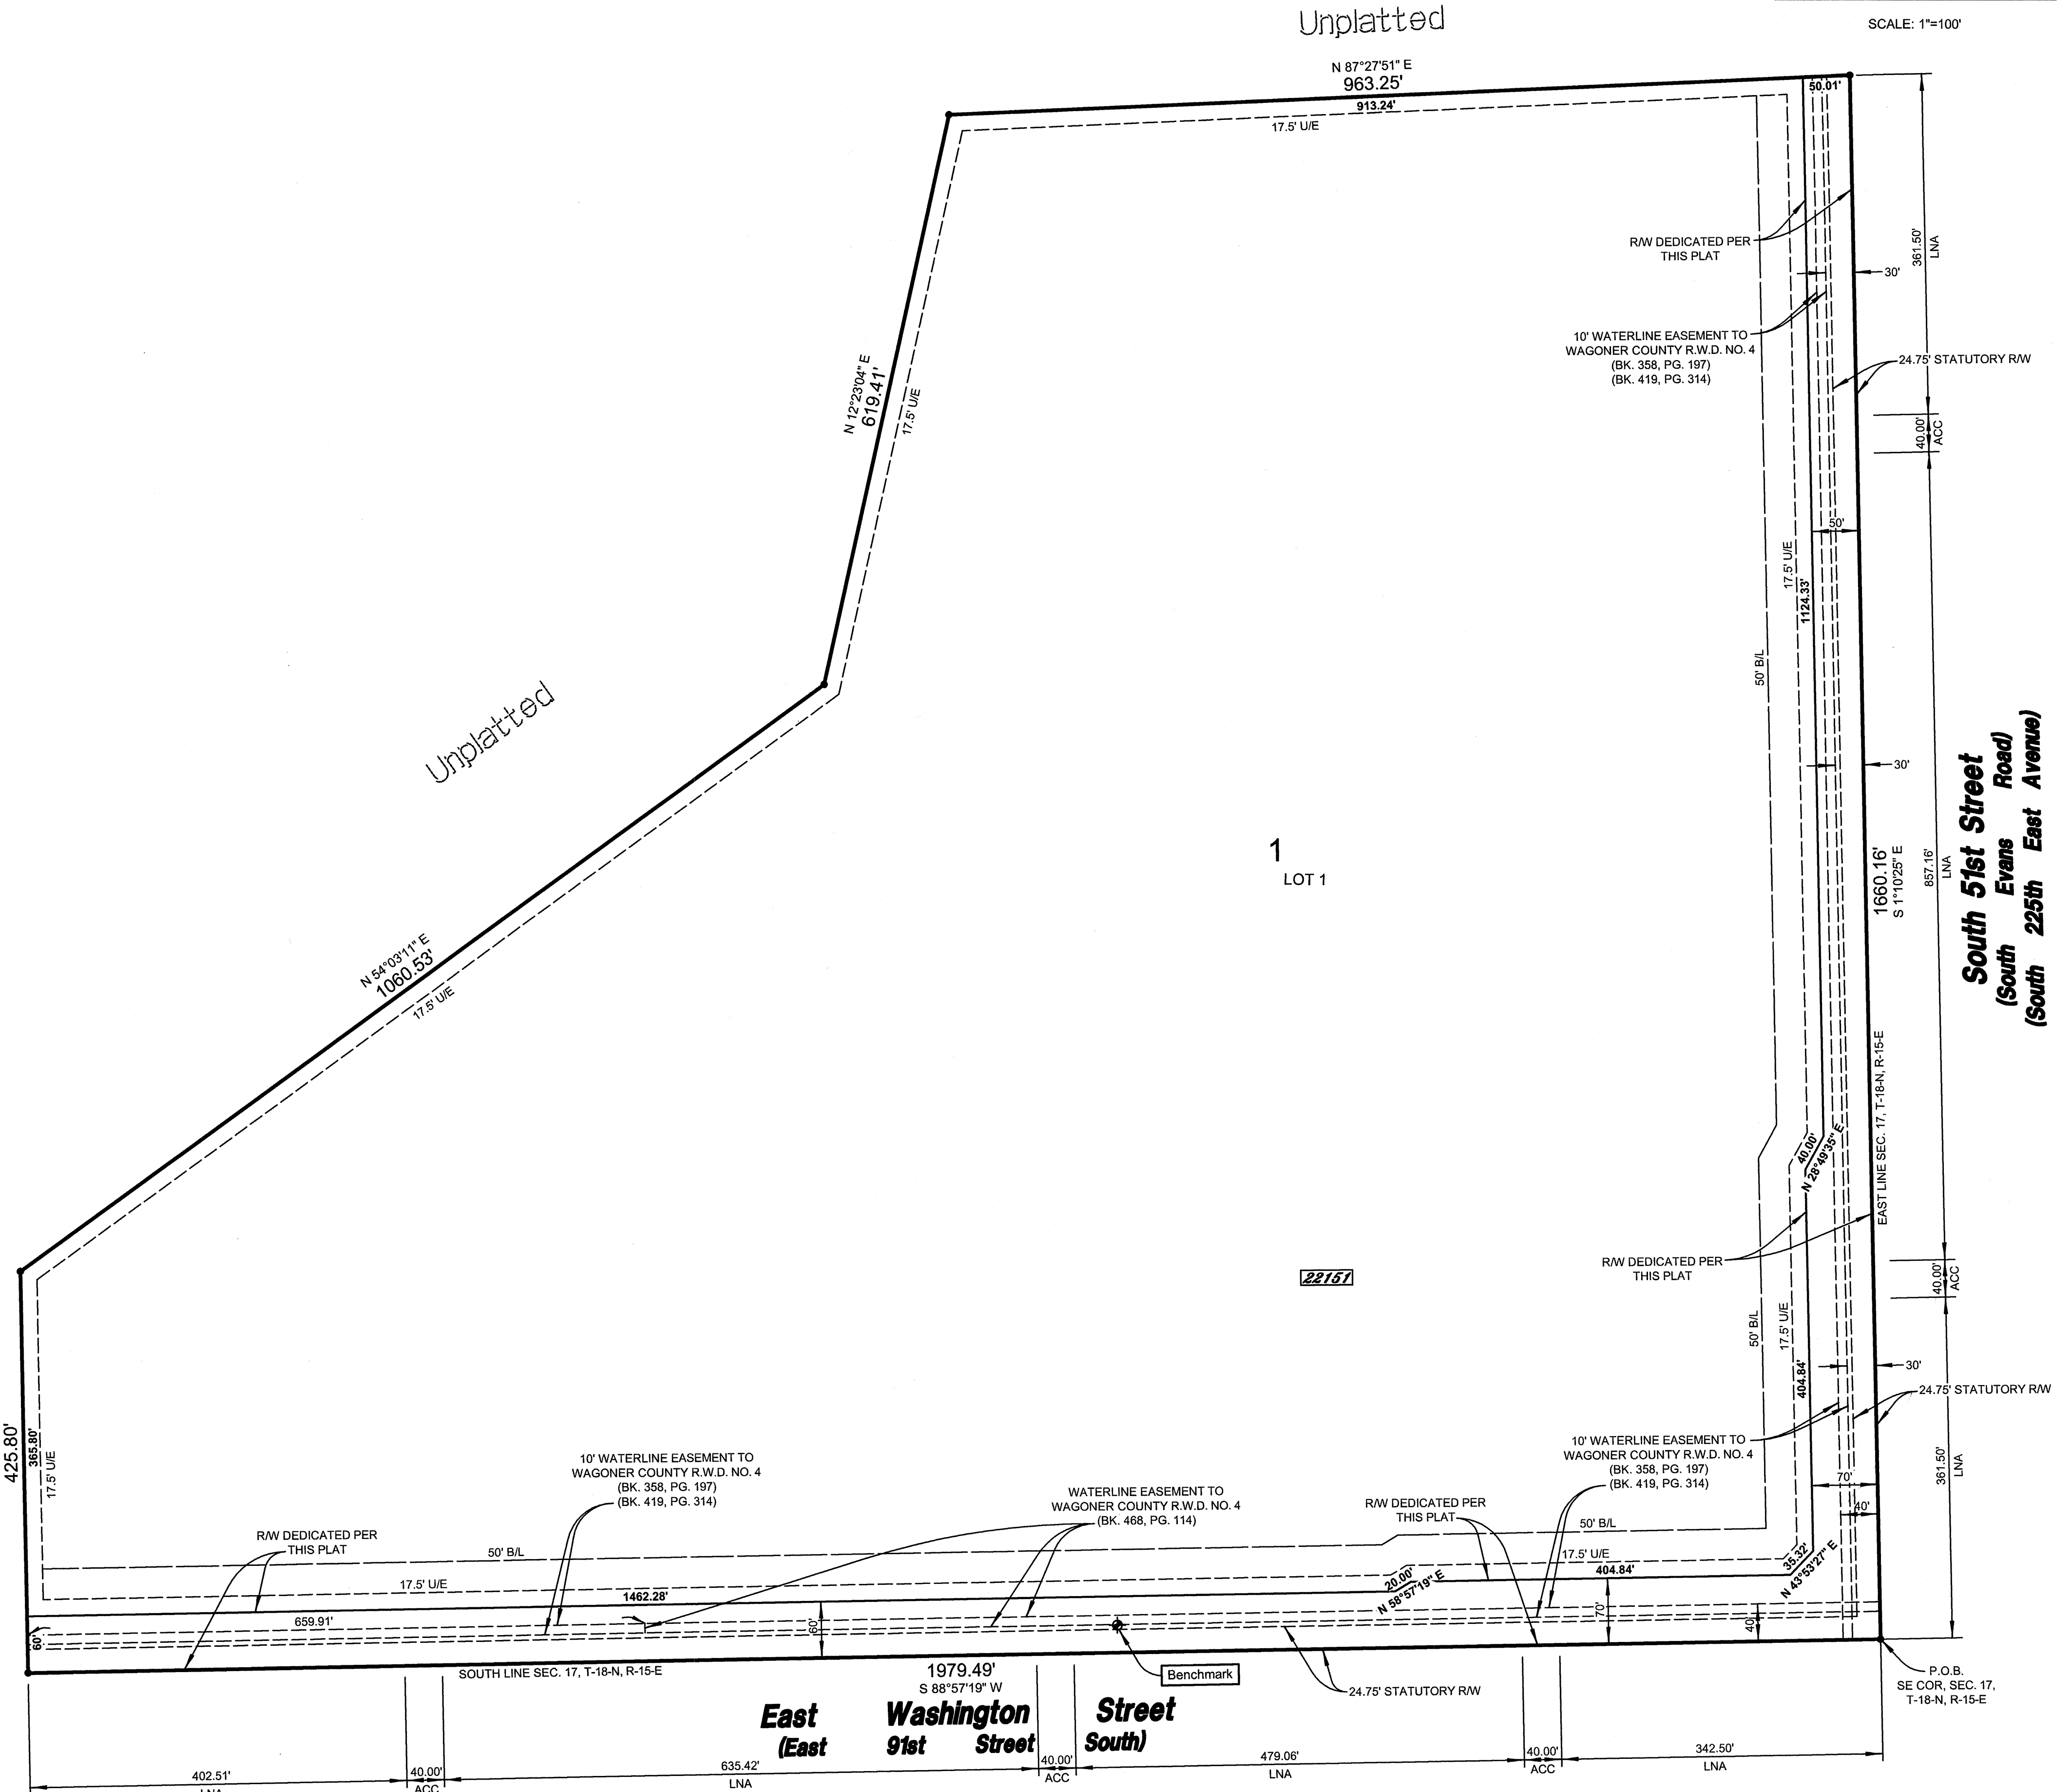 Unplatted
SCALE: 1"=100'
N 87°27'51" E
963.25'
913.24'
50.01'
17.5' U/E
R/W DEDICATED PER
THIS PLAT
361.50'
LNA
30'
10' WATERLINE EASEMENT TO
WAGONER COUNTY R.W.D. NO. 4
(BK. 358, PG. 197)
(BK. 419, PG. 314)
24.75' STATUTORY R/W
N 12°23'04" E
619.41'
17.5' U/E
40.00'
ACC
50'
17.5' U/E
1124.33'
50' B/L
Unplatted
30'
South 51st Street
(South Evans Road)
(South 225th East Avenue)
1
LOT 1
1660.16'
S 1°10'25" E
857.16'
LNA
N 54°03'11" E
1060.53'
17.5' U/E
EAST LINE SEC. 17, T-18-N, R-15-E
40.00'
N 28°49'35" E
R/W DEDICATED PER
THIS PLAT
22151
40.00'
ACC
50' B/L
17.5' U/E
404.84'
30'
24.75' STATUTORY R/W
425.80'
365.80'
17.5' U/E
10' WATERLINE EASEMENT TO
WAGONER COUNTY R.W.D. NO. 4
(BK. 358, PG. 197)
(BK. 419, PG. 314)
WATERLINE EASEMENT TO
WAGONER COUNTY R.W.D. NO. 4
(BK. 468, PG. 114)
R/W DEDICATED PER
THIS PLAT
10' WATERLINE EASEMENT TO
WAGONER COUNTY R.W.D. NO. 4
(BK. 358, PG. 197)
(BK. 419, PG. 314)
70'
40'
361.50'
LNA
R/W DEDICATED PER
THIS PLAT
50' B/L
50' B/L
17.5' U/E
17.5' U/E
35.32'
N 43°53'27" E
1462.28'
20.00'
N 58°57'19" E
404.84'
659.91'
60'
60'
70'
40'
SOUTH LINE SEC. 17, T-18-N, R-15-E
1979.49'
S 88°57'19" W
Benchmark
24.75' STATUTORY R/W
P.O.B.
SE COR, SEC. 17,
T-18-N, R-15-E
East Washington Street
(East 91st Street South)
402.51'
LNA
40.00'
ACC
635.42'
LNA
40.00'
ACC
479.06'
LNA
40.00'
ACC
342.50'
LNA